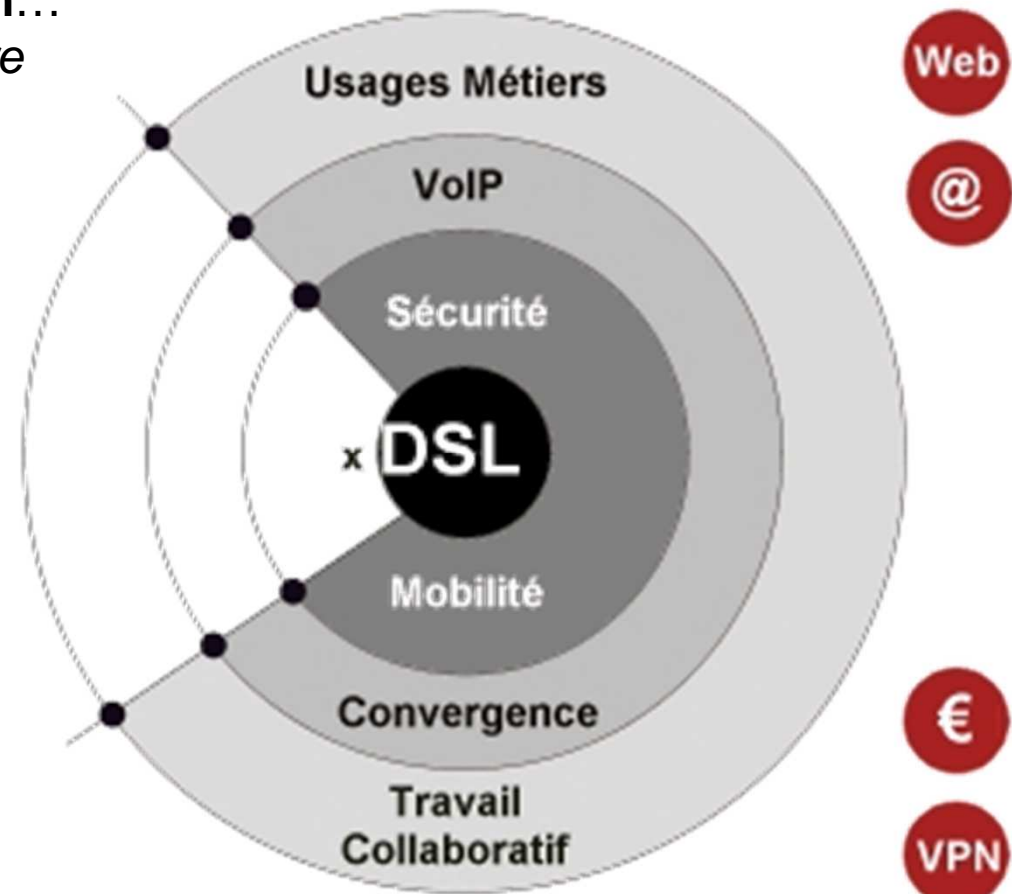 Usages Métiers
VoIP
Sécurité
x DSL
Mobilité
Convergence
Travail
Collaboratif
Web
@
€
VPN